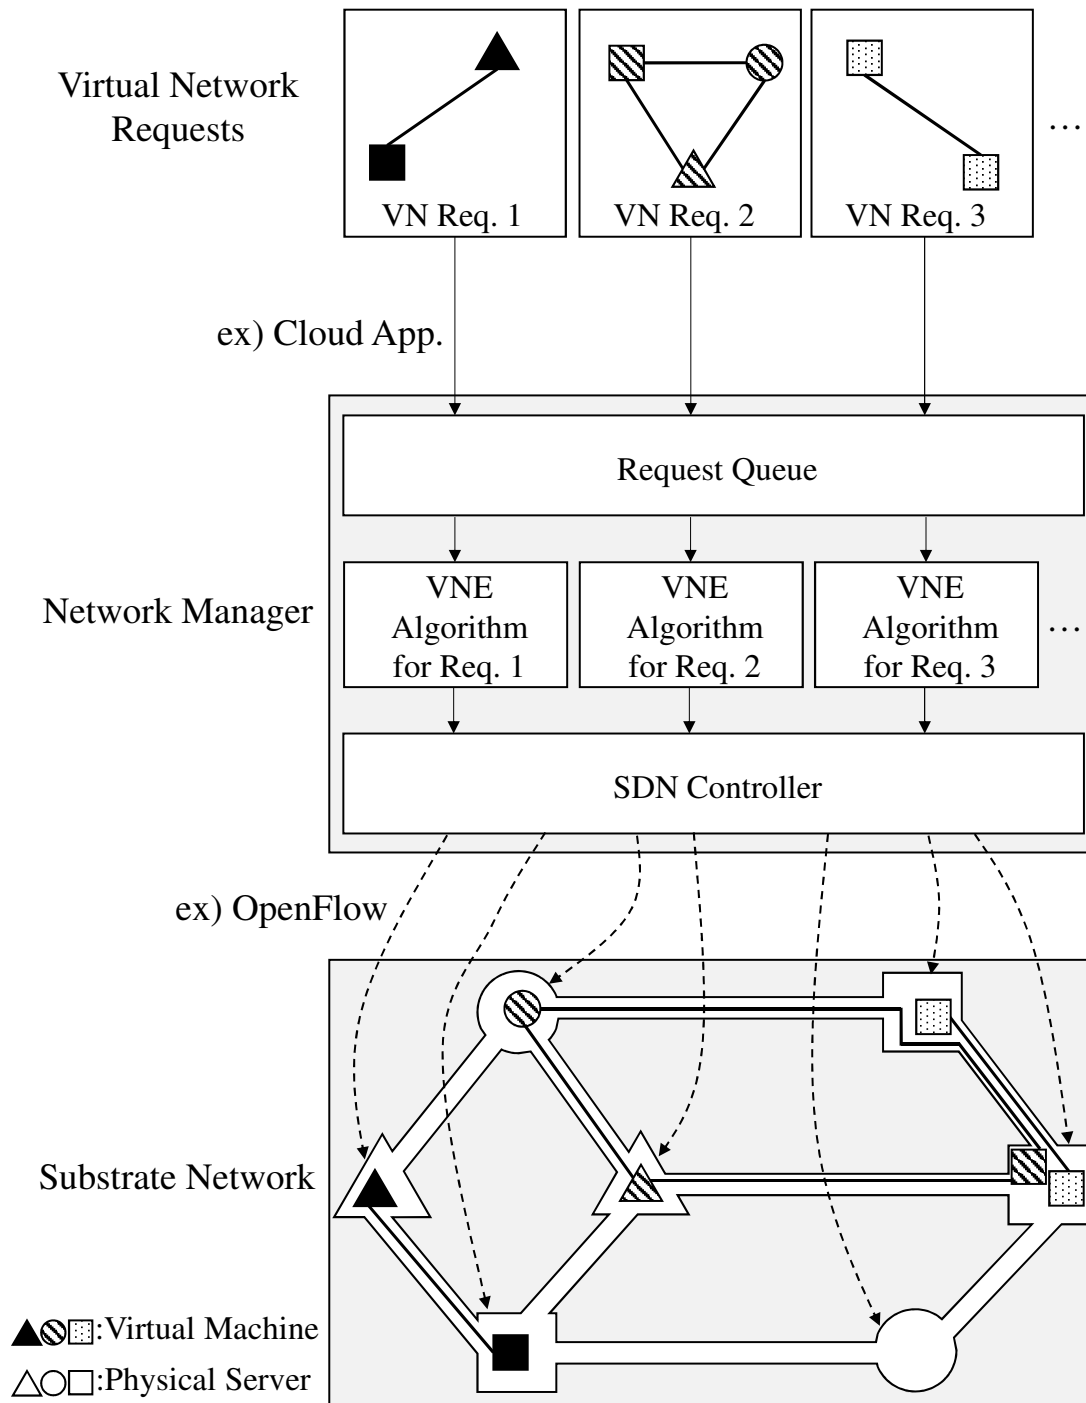 Virtual Network
Requests
VN Req. 1
VN Req. 2
VN Req. 3
...
ex) Cloud App.
Request Queue
Network Manager
VNE
Algorithm
for Req. 1
VNE
Algorithm
for Req. 2
VNE
Algorithm
for Req. 3
...
SDN Controller
ex) OpenFlow
Substrate Network
:Virtual Machine
:Physical Server